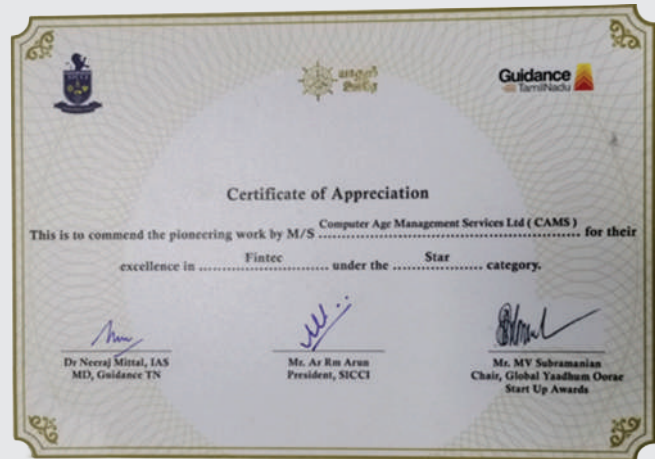 SICCI
யாதும்
ஊரே
Guidance
TamilNadu
Certificate of Appreciation
This is to commend the pioneering work by M/S Computer Age Management Services Ltd ( CAMS ) for their
excellence in Fintec under the Star category.
Dr Neeraj Mittal, IAS
MD, Guidance TN
Mr. Ar Rm Arun
President, SICCI
Mr. MV Subramanian
Chair, Global Yaadhum Oorae
Start Up Awards